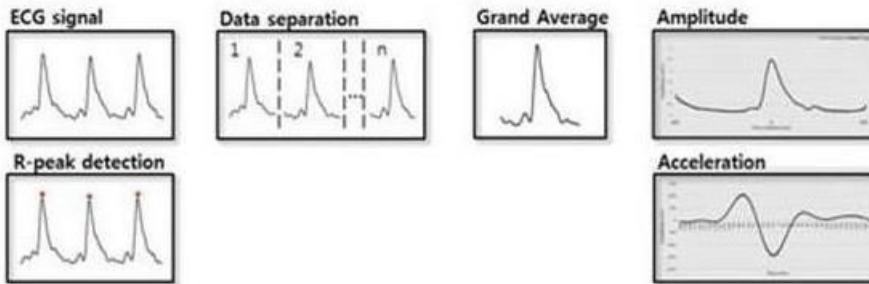 ECG signal
Data separation
Grand Average
Amplitude
1
2
n
R-peak detection
Acceleration